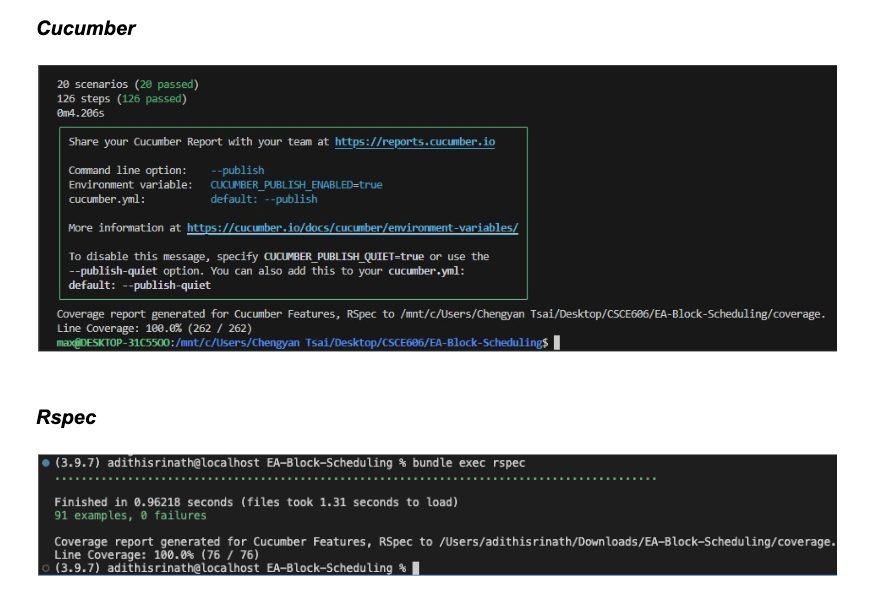 Cucumber
20 scenarios (20 passed)
126 steps (126 passed)
0m4.206s
Share your Cucumber Report with your team at https://reports.cucumber.io
Command line option: --publish
Environment variable: CUCUMBER_PUBLISH_ENABLED=true
cucumber.yml: default: --publish
More information at https://cucumber.io/docs/cucumber/environment-variables/
To disable this message, specify CUCUMBER_PUBLISH_QUIET=true or use the
--publish-quiet option. You can also add this to your cucumber.yml:
default: --publish-quiet
Coverage report generated for Cucumber Features, RSpec to /mnt/c/Users/Chengyan Tsai/Desktop/CSCE606/EA-Block-Scheduling/coverage.
Line Coverage: 100.0% (262 / 262)
max@DESKTOP-31C55OO:/mnt/c/Users/Chengyan Tsai/Desktop/CSCE606/EA-Block-Scheduling$
Rspec
(3.9.7) adithisrinath@localhost EA-Block-Scheduling % bundle exec rspec
...........................................................................................
Finished in 0.96218 seconds (files took 1.31 seconds to load)
91 examples, 0 failures
Coverage report generated for Cucumber Features, RSpec to /Users/adithisrinath/Downloads/EA-Block-Scheduling/coverage.
Line Coverage: 100.0% (76 / 76)
(3.9.7) adithisrinath@localhost EA-Block-Scheduling %